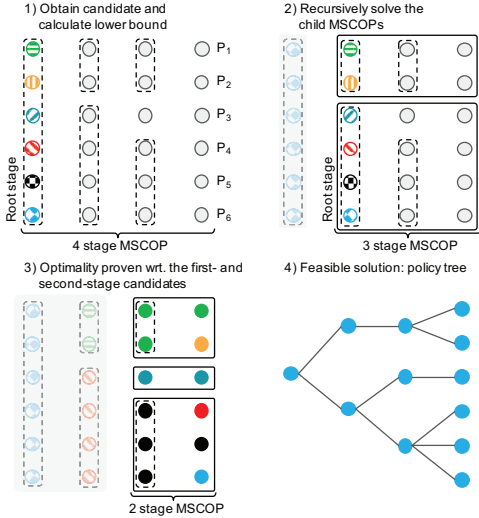 1) Obtain candidate and
calculate lower bound
P1
P2
P3
P4
P5
P6
Root stage
4 stage MSCOP
2) Recursively solve the
child MSCOPs
Root stage
3 stage MSCOP
3) Optimality proven wrt. the first- and
second-stage candidates
2 stage MSCOP
4) Feasible solution: policy tree